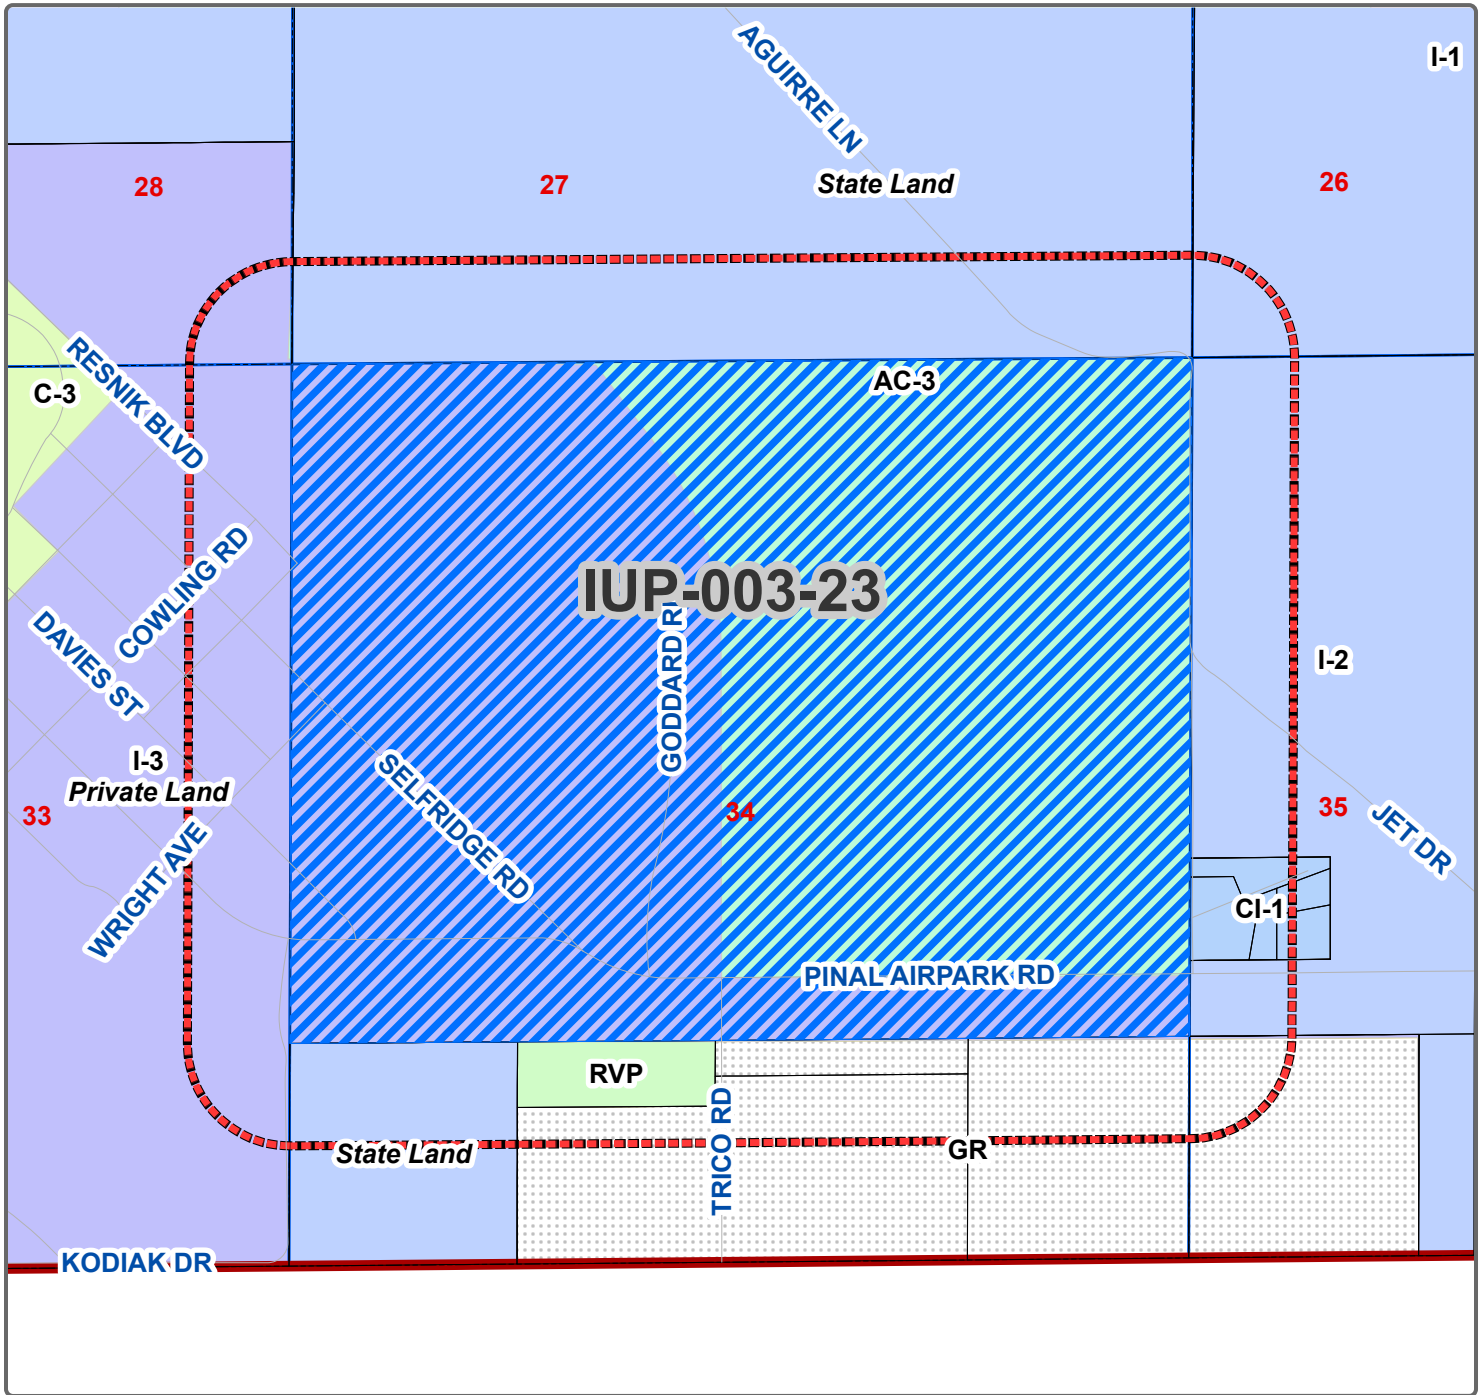 I-1
AGUIRRE LN
State Land
28
27
26
RESNIK BLVD
C-3
AC-3
COWLING RD
IUP-003-23
GODDARD R
DAVIES ST
I-2
I-3
Private Land
SELFRIDGE RD
33
34
35
JET DR
WRIGHT AVE
CI-1
PINAL AIRPARK RD
RVP
TRICO RD
State Land
GR
KODIAK DR